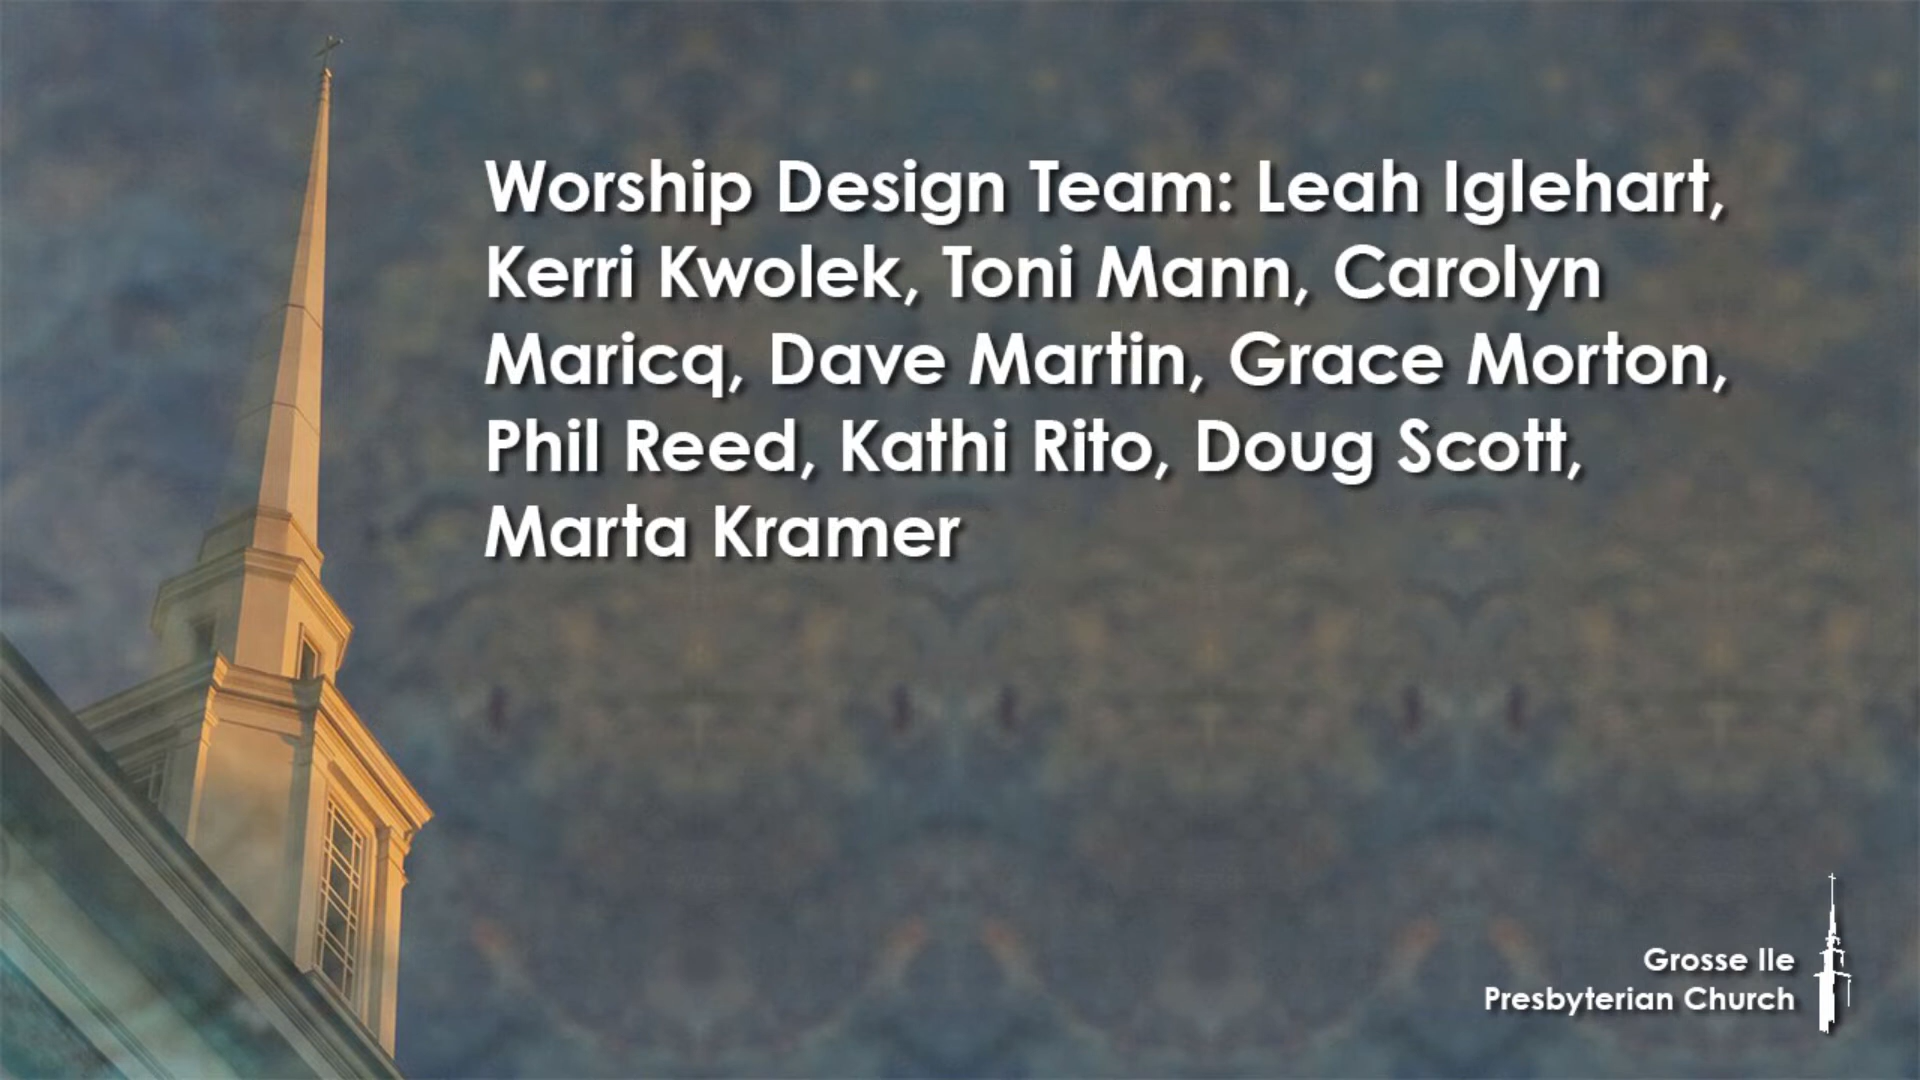 Worship Design Team: Leah Iglehart,
Kerri Kwolek, Toni Mann, Carolyn
Maricq, Dave Martin, Grace Morton,
Phil Reed, Kathi Rito, Doug Scott,
Marta Kramer
Grosse Ile
Presbyterian Church